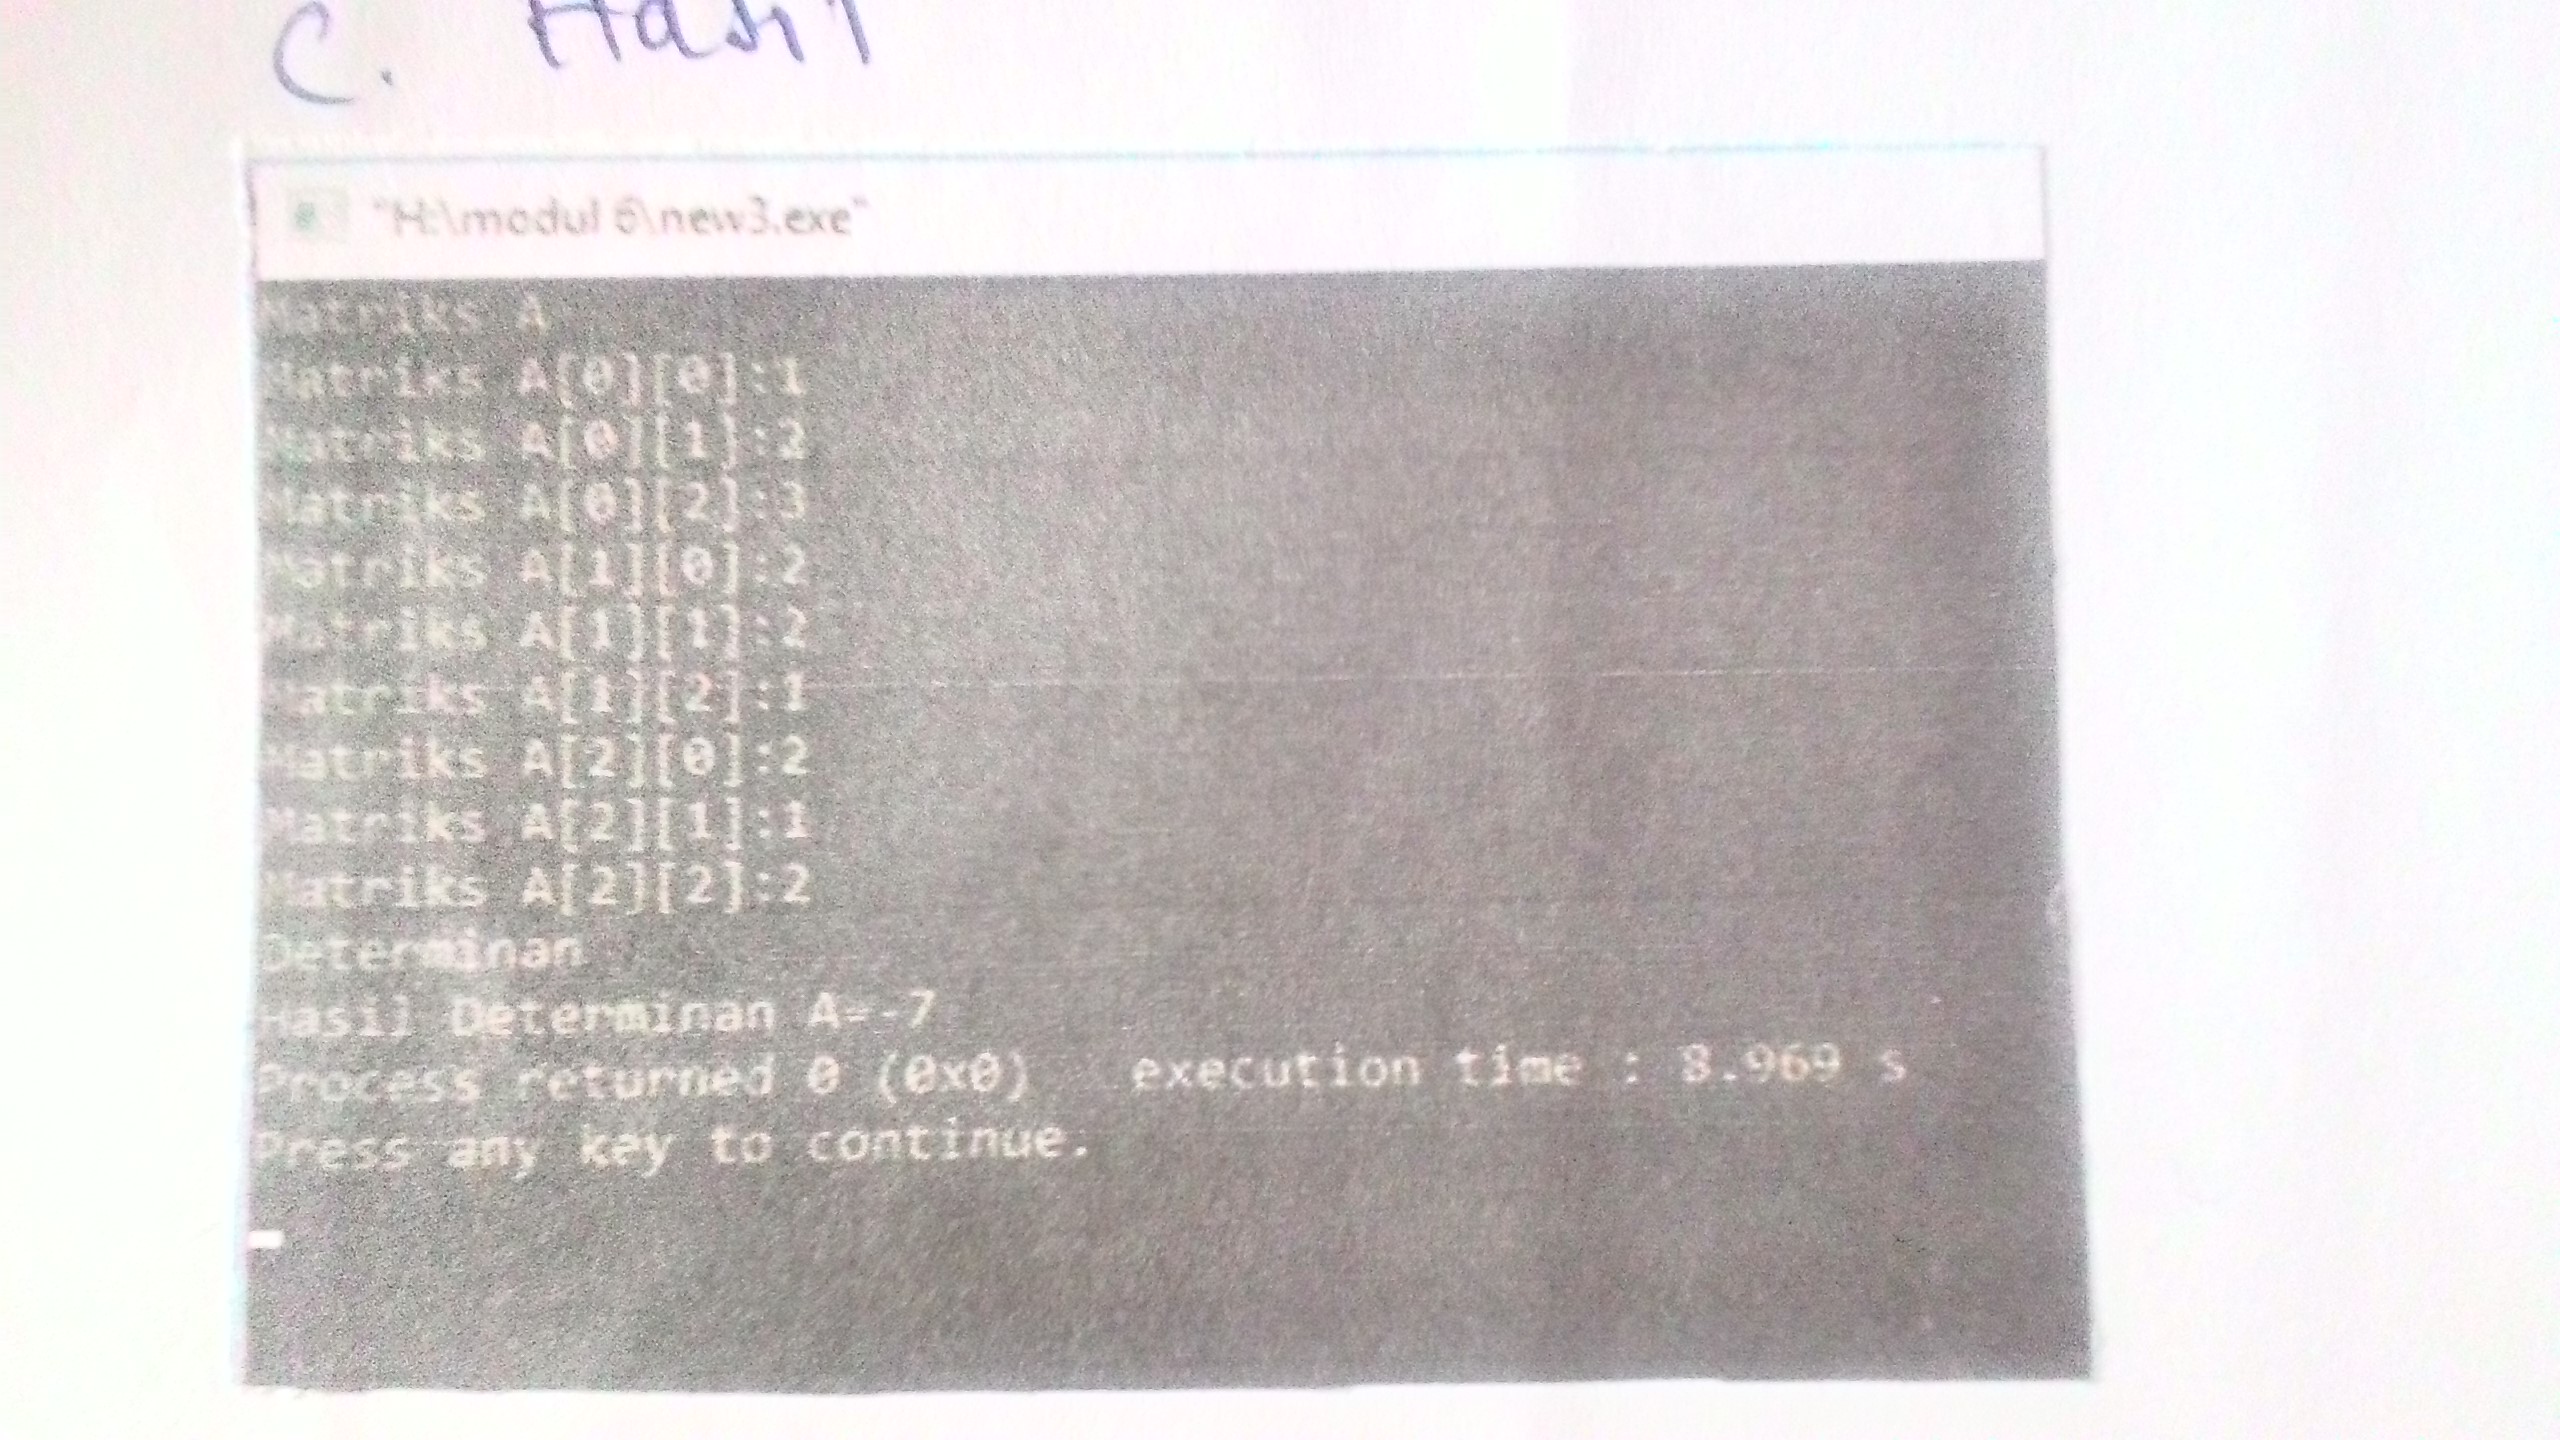 C. Hasil
"H:\modul 6\new3.exe"
Matriks A
Matriks A[0][0]:1
Matriks A[0][1]:2
Matriks A[0][2]:3
Matriks A[1][0]:2
Matriks A[1][1]:2
Matriks A[1][2]:1
Matriks A[2][0]:2
Matriks A[2][1]:1
Matriks A[2][2]:2
Determinan
Hasil Determinan A=-7
Process returned 0 (0x0)   execution time : 8.969 s
Press any key to continue.